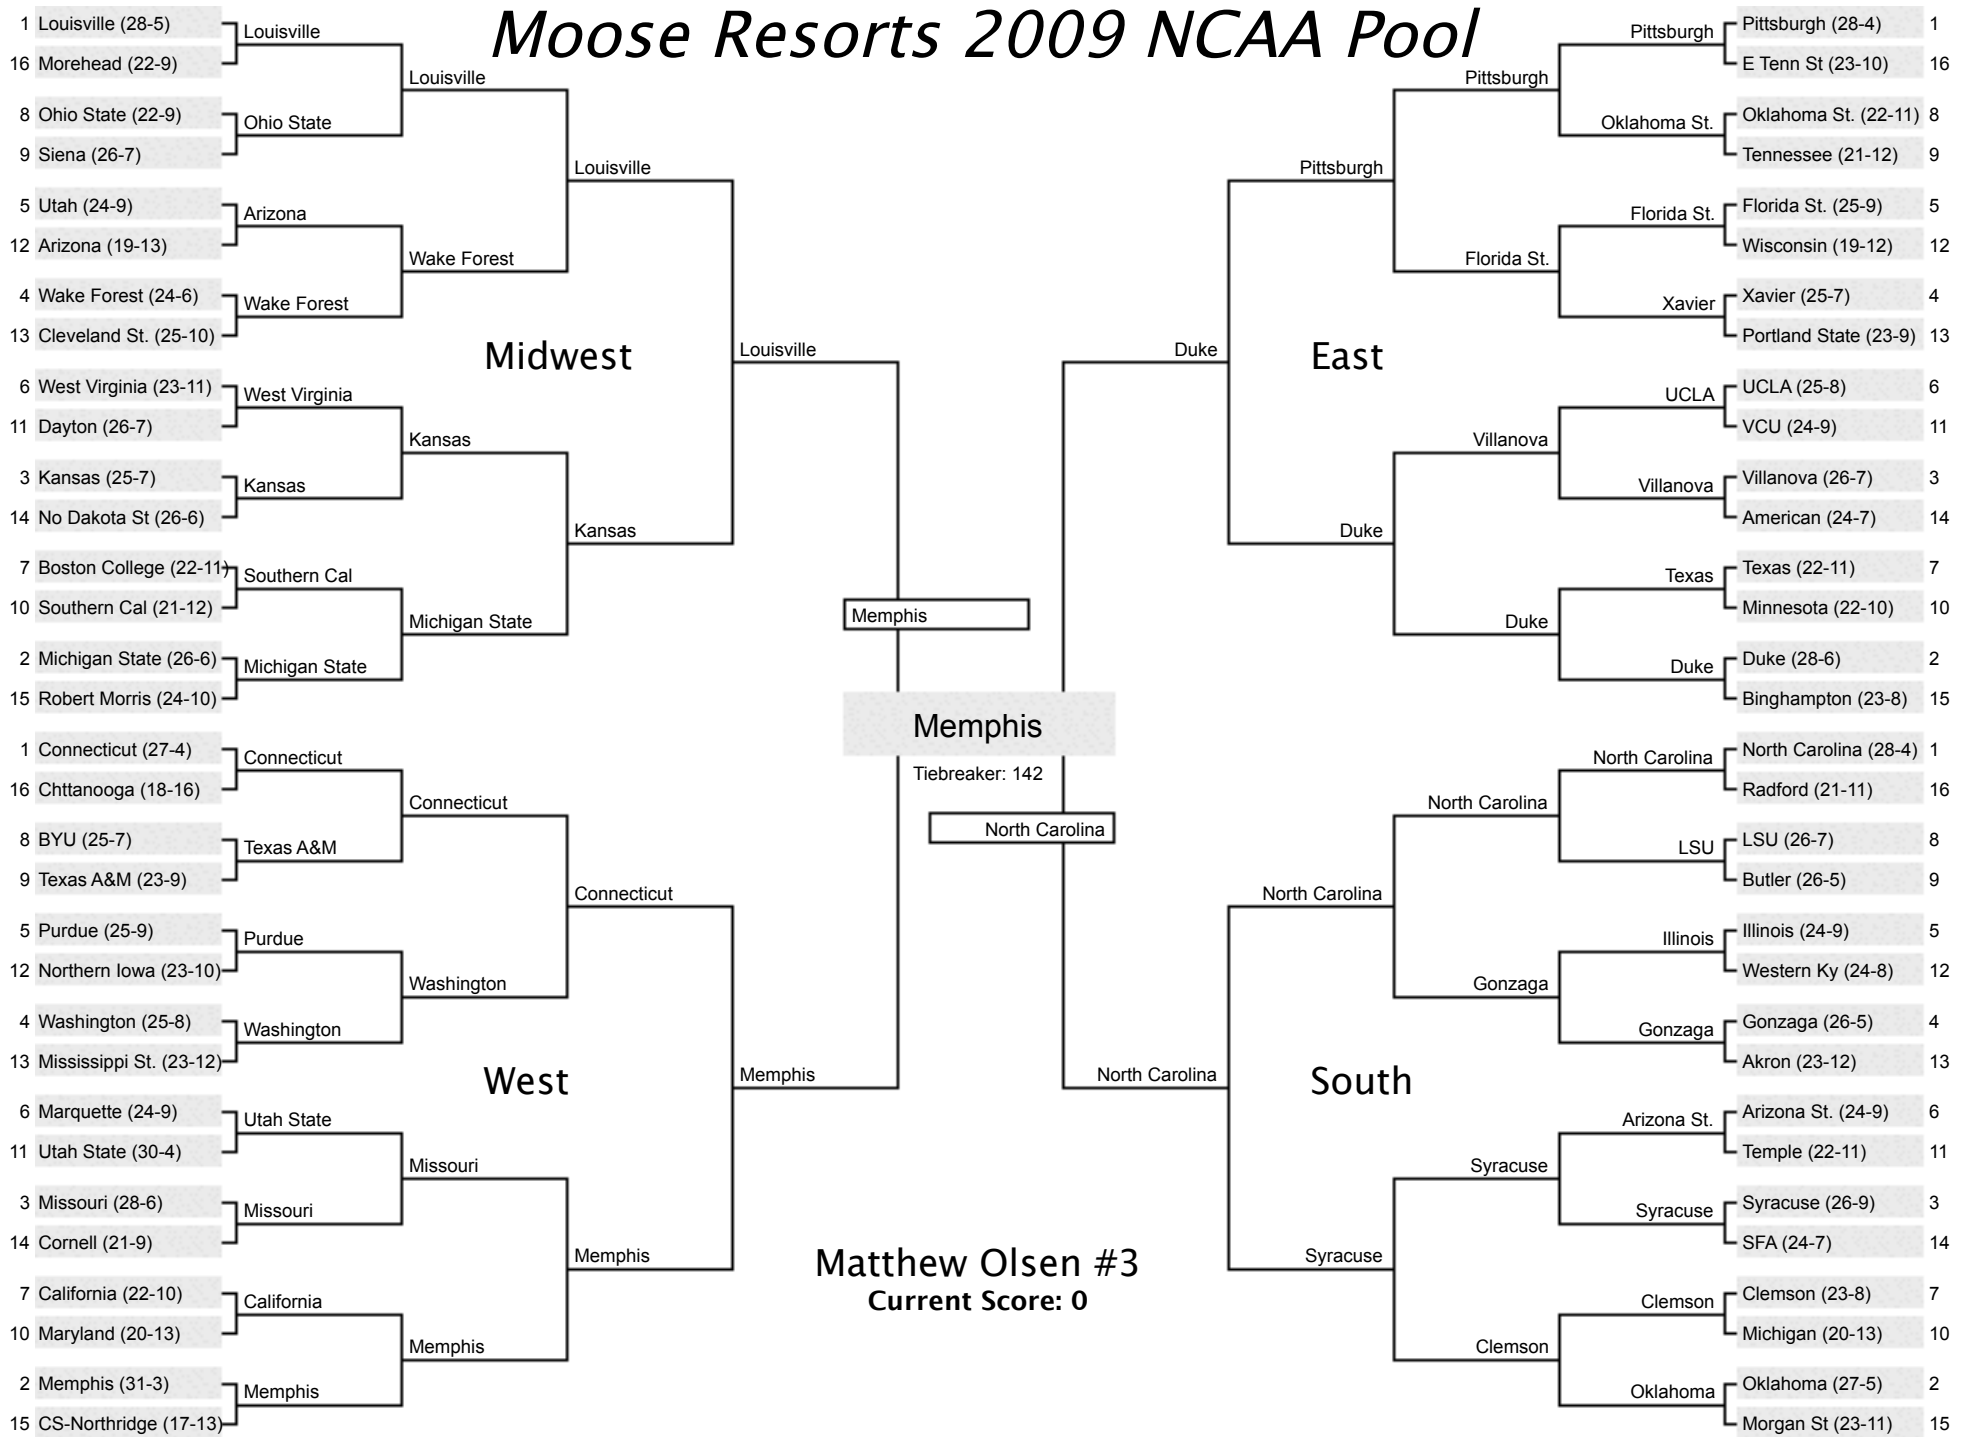 Moose Resorts 2009 NCAA Pool
1 Louisville (28-5)
16 Morehead (22-9)
8 Ohio State (22-9)
9 Siena (26-7)
5 Utah (24-9)
12 Arizona (19-13)
4 Wake Forest (24-6)
13 Cleveland St. (25-10)
6 West Virginia (23-11)
11 Dayton (26-7)
3 Kansas (25-7)
14 No Dakota St (26-6)
7 Boston College (22-11)
10 Southern Cal (21-12)
2 Michigan State (26-6)
15 Robert Morris (24-10)
1 Connecticut (27-4)
16 Chttanooga (18-16)
8 BYU (25-7)
9 Texas A&M (23-9)
5 Purdue (25-9)
12 Northern Iowa (23-10)
4 Washington (25-8)
13 Mississippi St. (23-12)
6 Marquette (24-9)
11 Utah State (30-4)
3 Missouri (28-6)
14 Cornell (21-9)
7 California (22-10)
10 Maryland (20-13)
2 Memphis (31-3)
15 CS-Northridge (17-13)
Louisville
Ohio State
Arizona
Wake Forest
West Virginia
Kansas
Southern Cal
Michigan State
Connecticut
Texas A&M
Purdue
Washington
Utah State
Missouri
California
Memphis
Louisville
Wake Forest
Kansas
Michigan State
Connecticut
Washington
Missouri
Memphis
Louisville
Kansas
Connecticut
Memphis
Midwest
West
Louisville
Memphis
Memphis
Memphis
Tiebreaker: 142
North Carolina
Matthew Olsen #3
Current Score: 0
Duke
North Carolina
East
South
Pittsburgh
Duke
North Carolina
Syracuse
Pittsburgh
Florida St.
Villanova
Duke
North Carolina
Gonzaga
Syracuse
Clemson
Pittsburgh
Oklahoma St.
Florida St.
Xavier
UCLA
Villanova
Texas
Duke
North Carolina
LSU
Illinois
Gonzaga
Arizona St.
Syracuse
Clemson
Oklahoma
Pittsburgh (28-4) 1
E Tenn St (23-10) 16
Oklahoma St. (22-11) 8
Tennessee (21-12) 9
Florida St. (25-9) 5
Wisconsin (19-12) 12
Xavier (25-7) 4
Portland State (23-9) 13
UCLA (25-8) 6
VCU (24-9) 11
Villanova (26-7) 3
American (24-7) 14
Texas (22-11) 7
Minnesota (22-10) 10
Duke (28-6) 2
Binghampton (23-8) 15
North Carolina (28-4) 1
Radford (21-11) 16
LSU (26-7) 8
Butler (26-5) 9
Illinois (24-9) 5
Western Ky (24-8) 12
Gonzaga (26-5) 4
Akron (23-12) 13
Arizona St. (24-9) 6
Temple (22-11) 11
Syracuse (26-9) 3
SFA (24-7) 14
Clemson (23-8) 7
Michigan (20-13) 10
Oklahoma (27-5) 2
Morgan St (23-11) 15